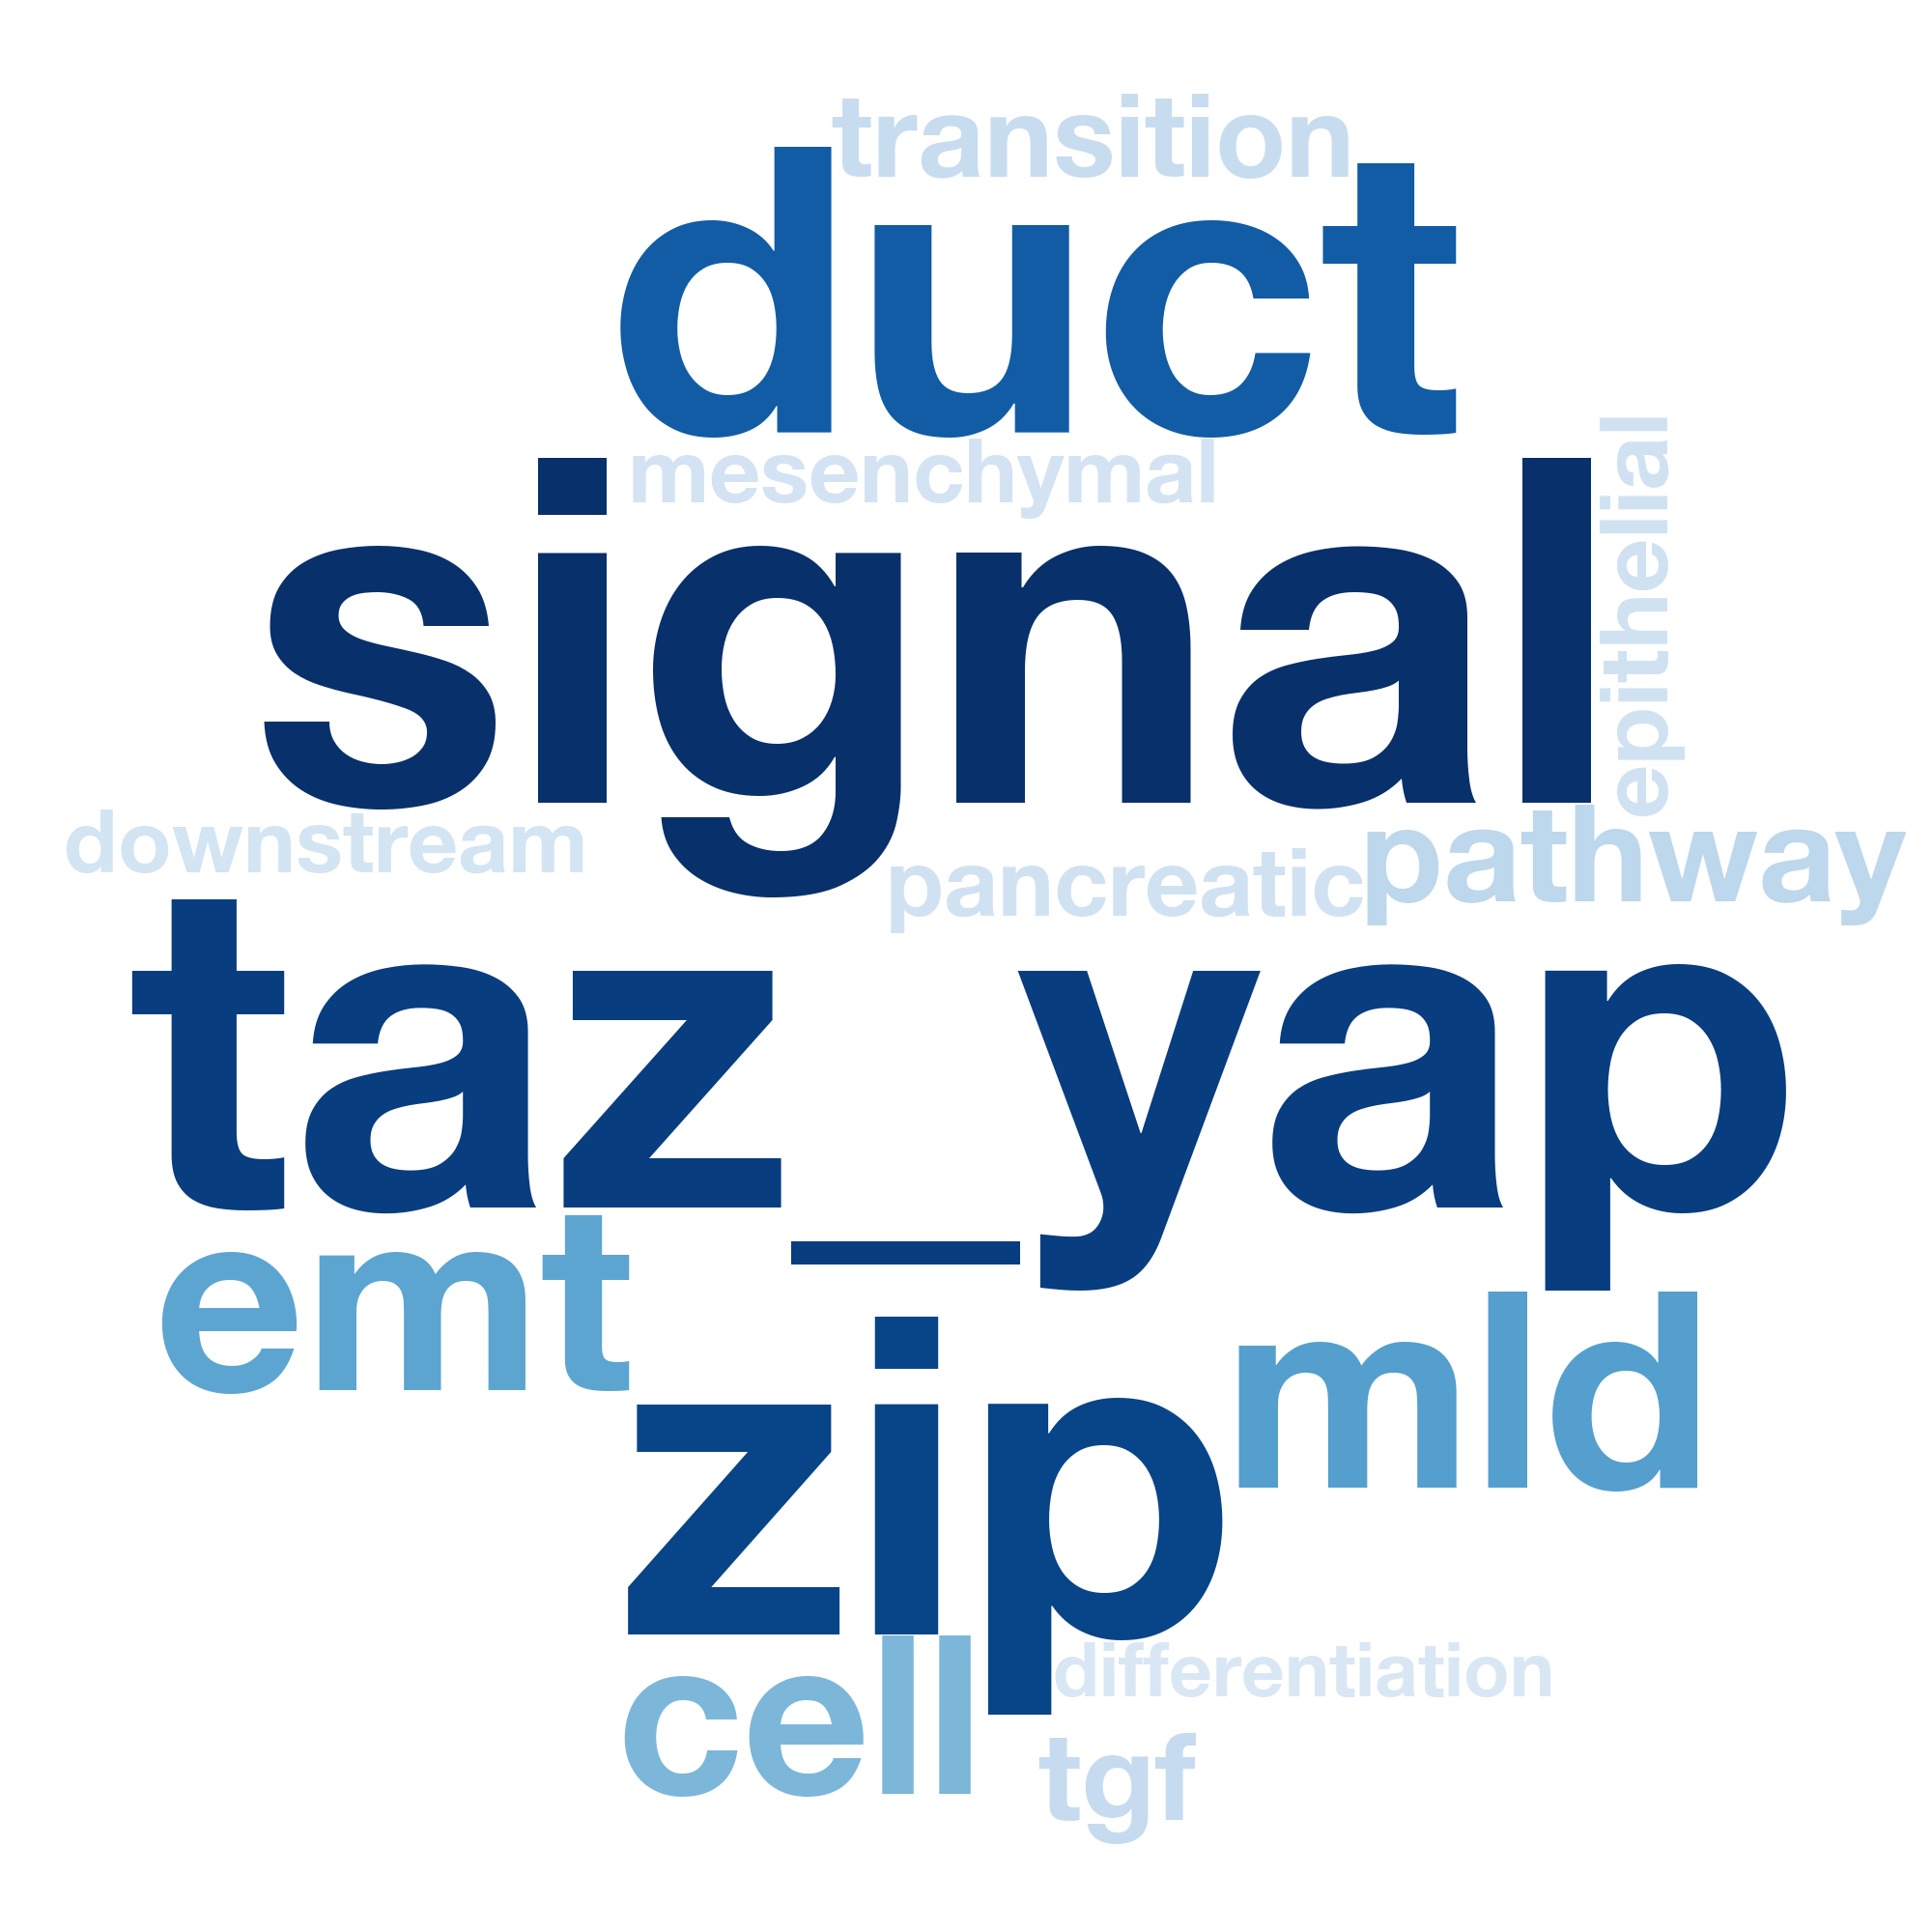 transition
duct
mesenchymal
signal
epithelial
downstream
pancreatic
pathway
taz_yap
emt
mld
zip
cell
differentiation
tgf